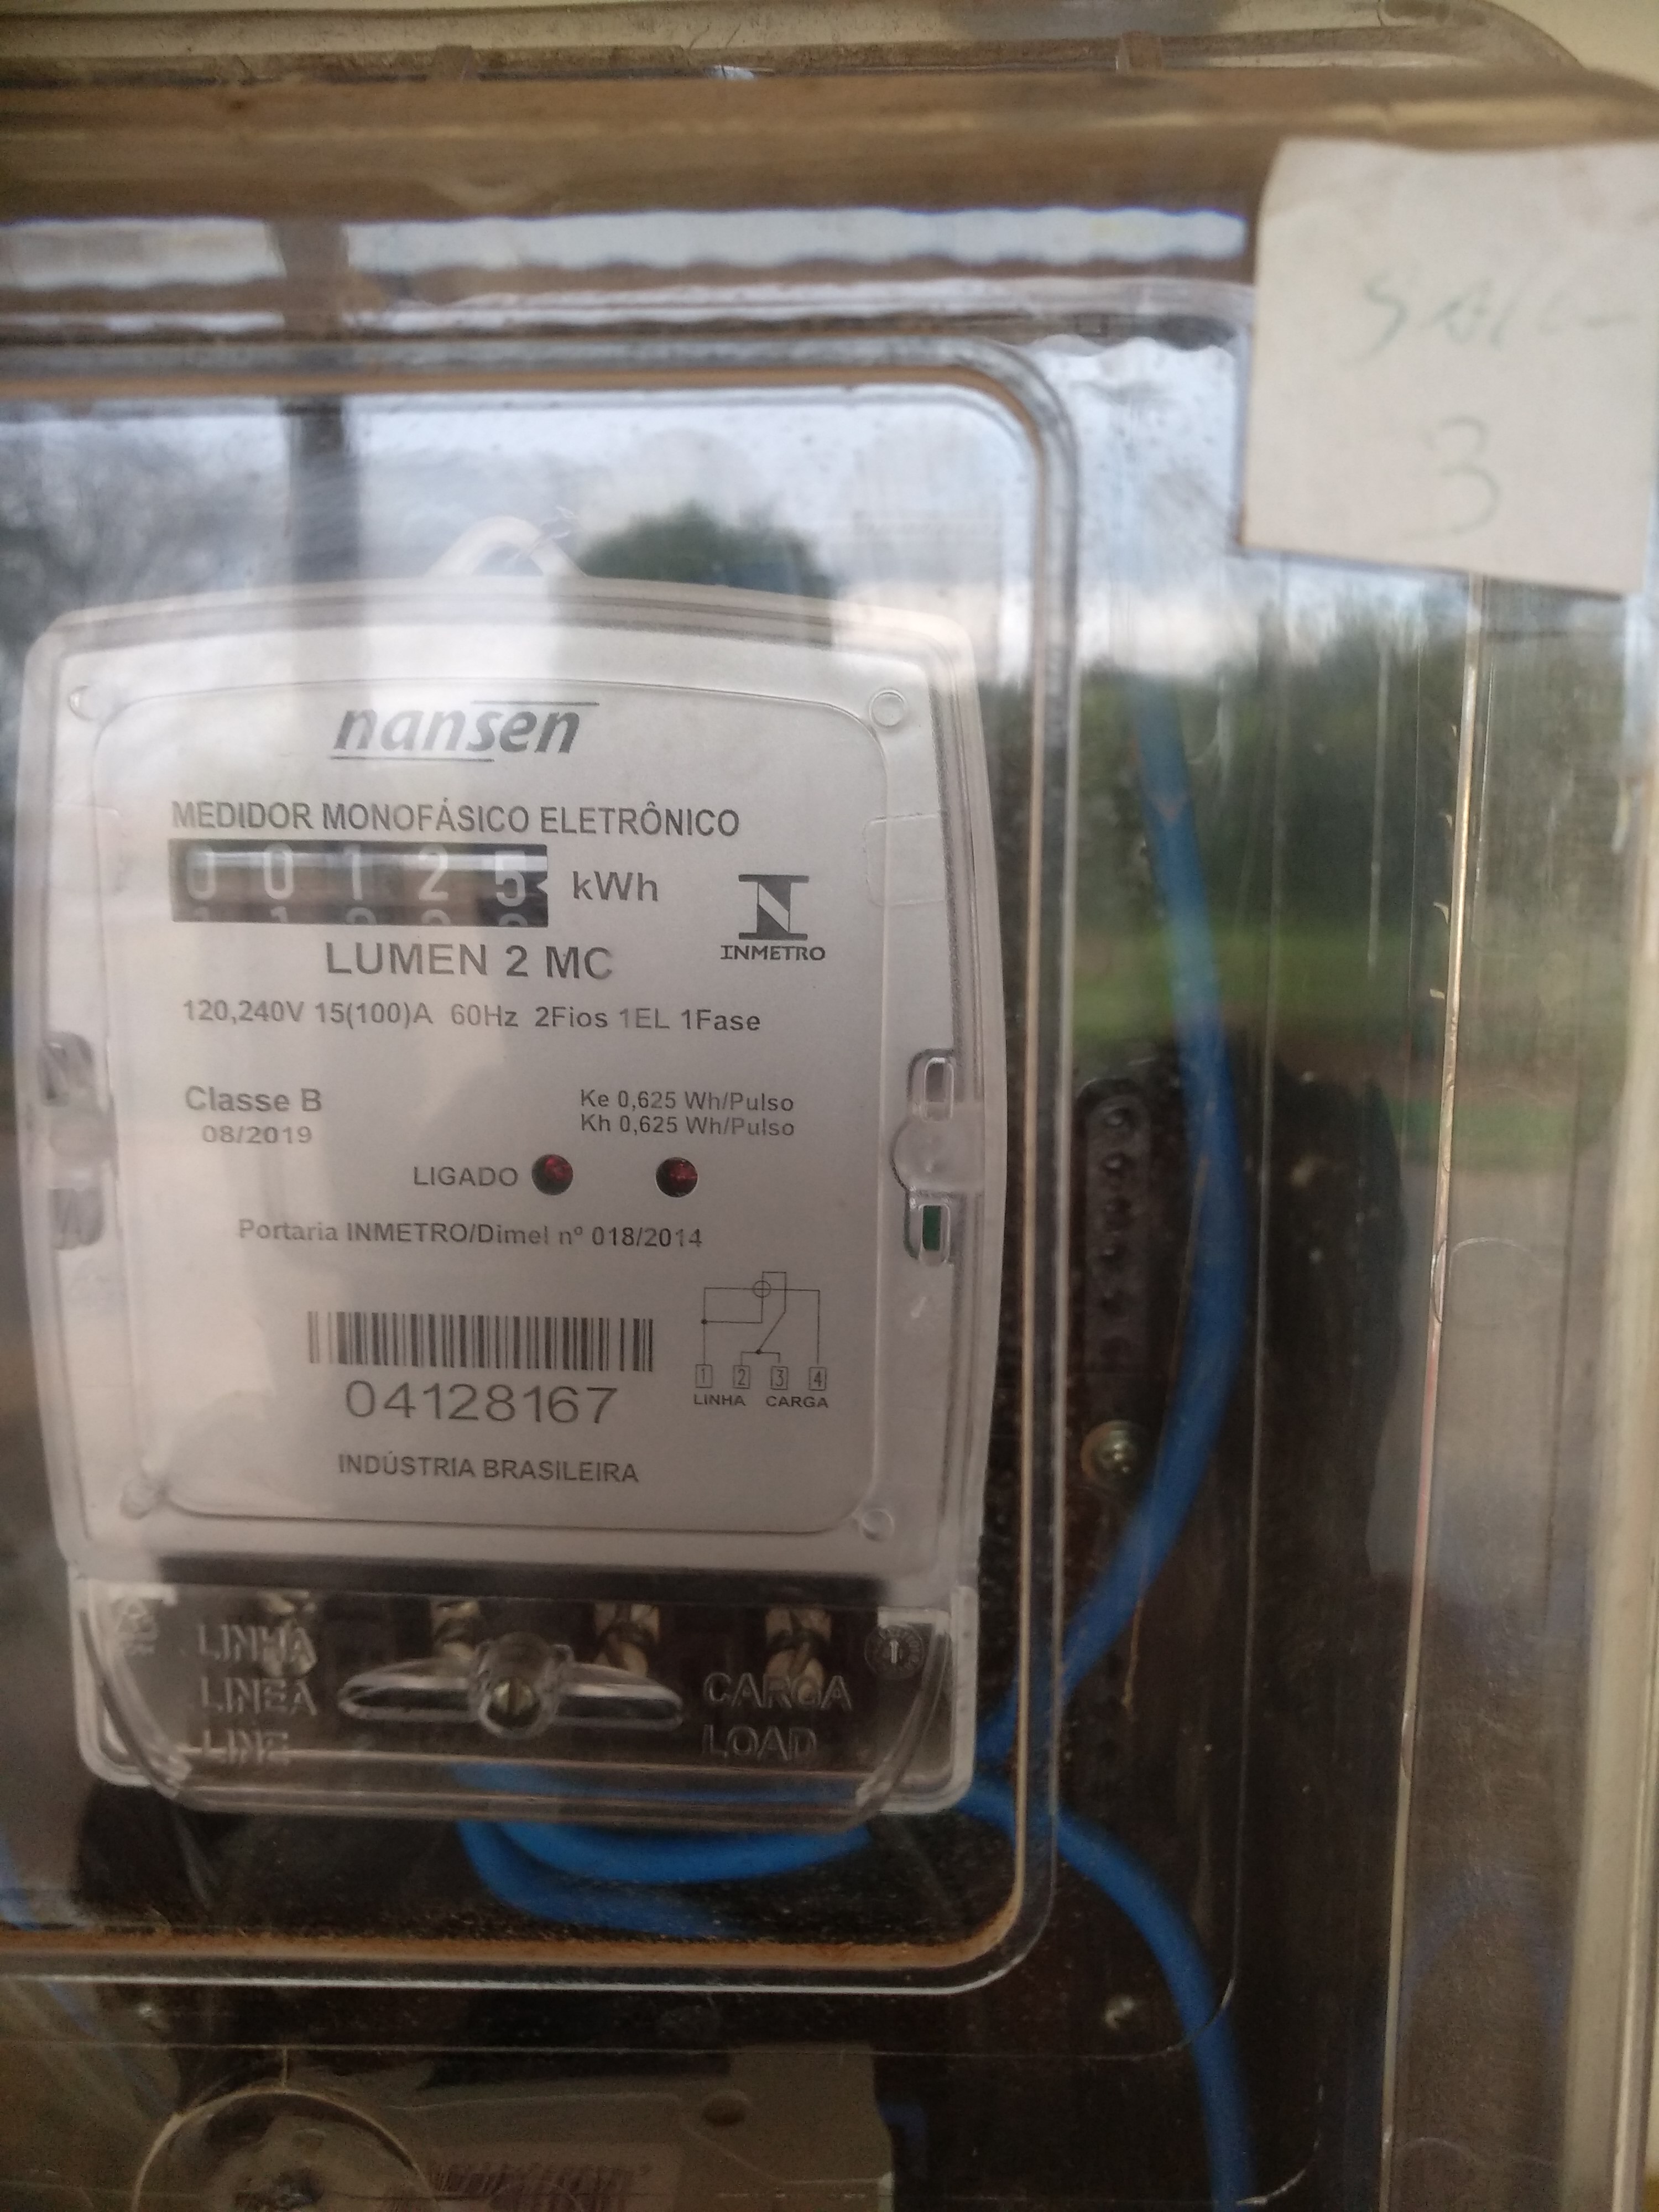 3
nansen
MEDIDOR MONOFÁSICO ELETRÔNICO
00125 kWh
INMETRO
LUMEN 2 MC
120,240V 15(100)A 60Hz 2Fios 1EL 1Fase
Classe B
08/2019
Ke 0,625 Wh/Pulso
Kh 0,625 Wh/Pulso
LIGADO
Portaria INMETRO/Dimel nº 018/2014
1 2 3 4
LINHA CARGA
04128167
INDÚSTRIA BRASILEIRA
LINHA
LINEA
LINE
CARGA
LOAD